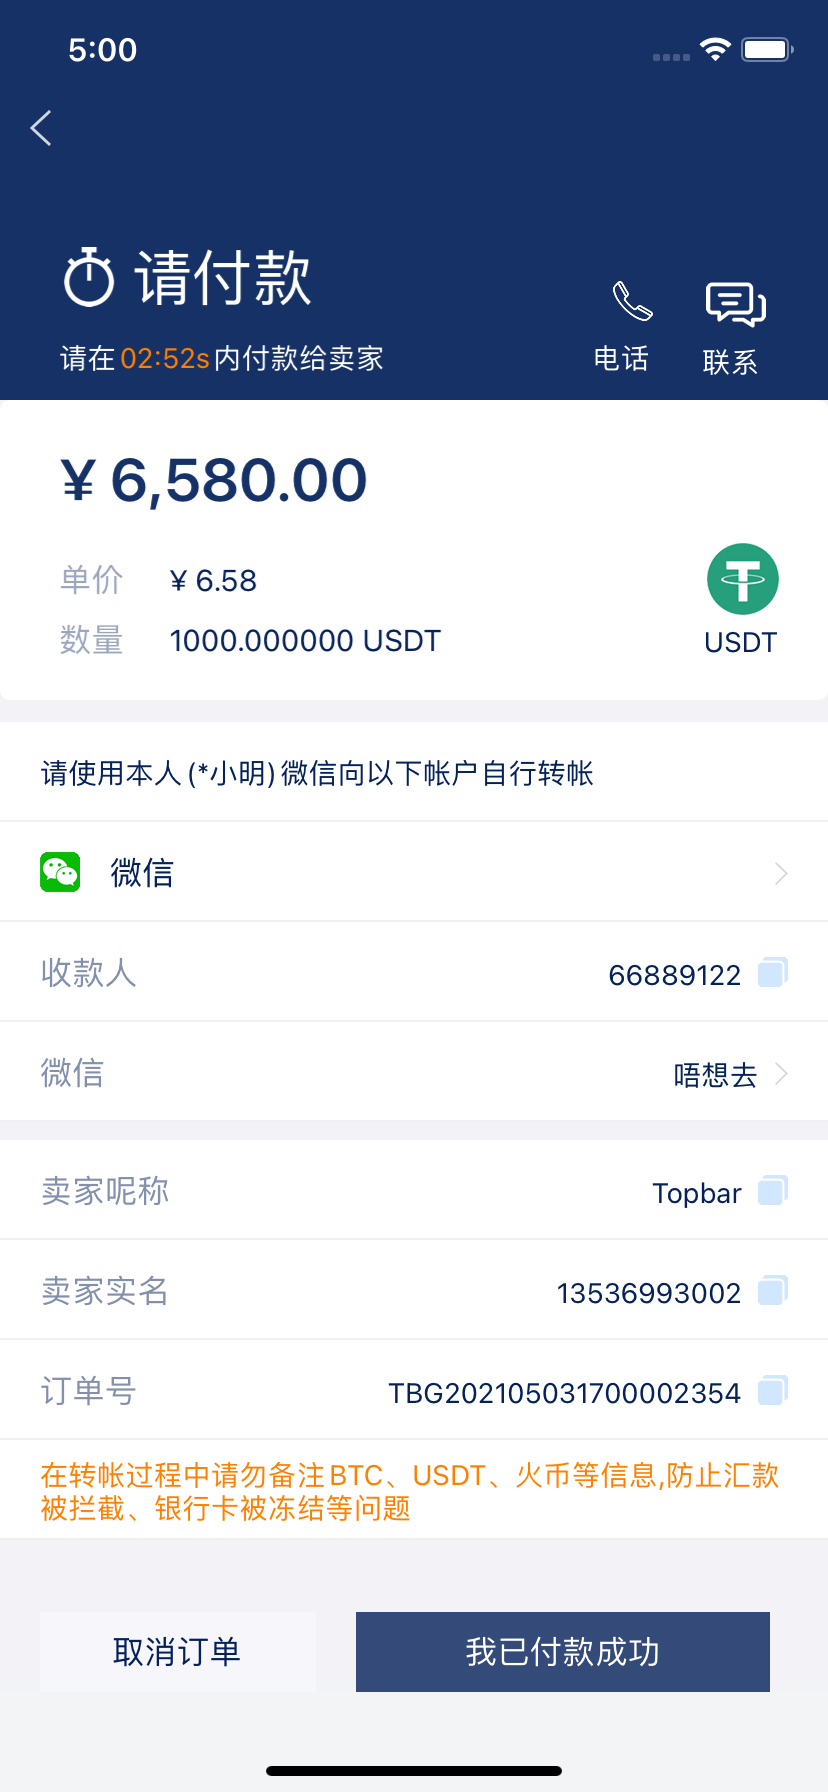 5:00
请付款
请在02:52s内付款给卖家
电话
联系
¥ 6,580.00
单价 ¥ 6.58
数量 1000.000000 USDT
USDT
请使用本人(*小明)微信向以下帐户自行转帐
微信
收款人 66889122
微信 唔想去
卖家呢称 Topbar
卖家实名 13536993002
订单号 TBG202105031700002354
在转帐过程中请勿备注BTC、USDT、火币等信息,防止汇款
被拦截、银行卡被冻结等问题
取消订单
我已付款成功